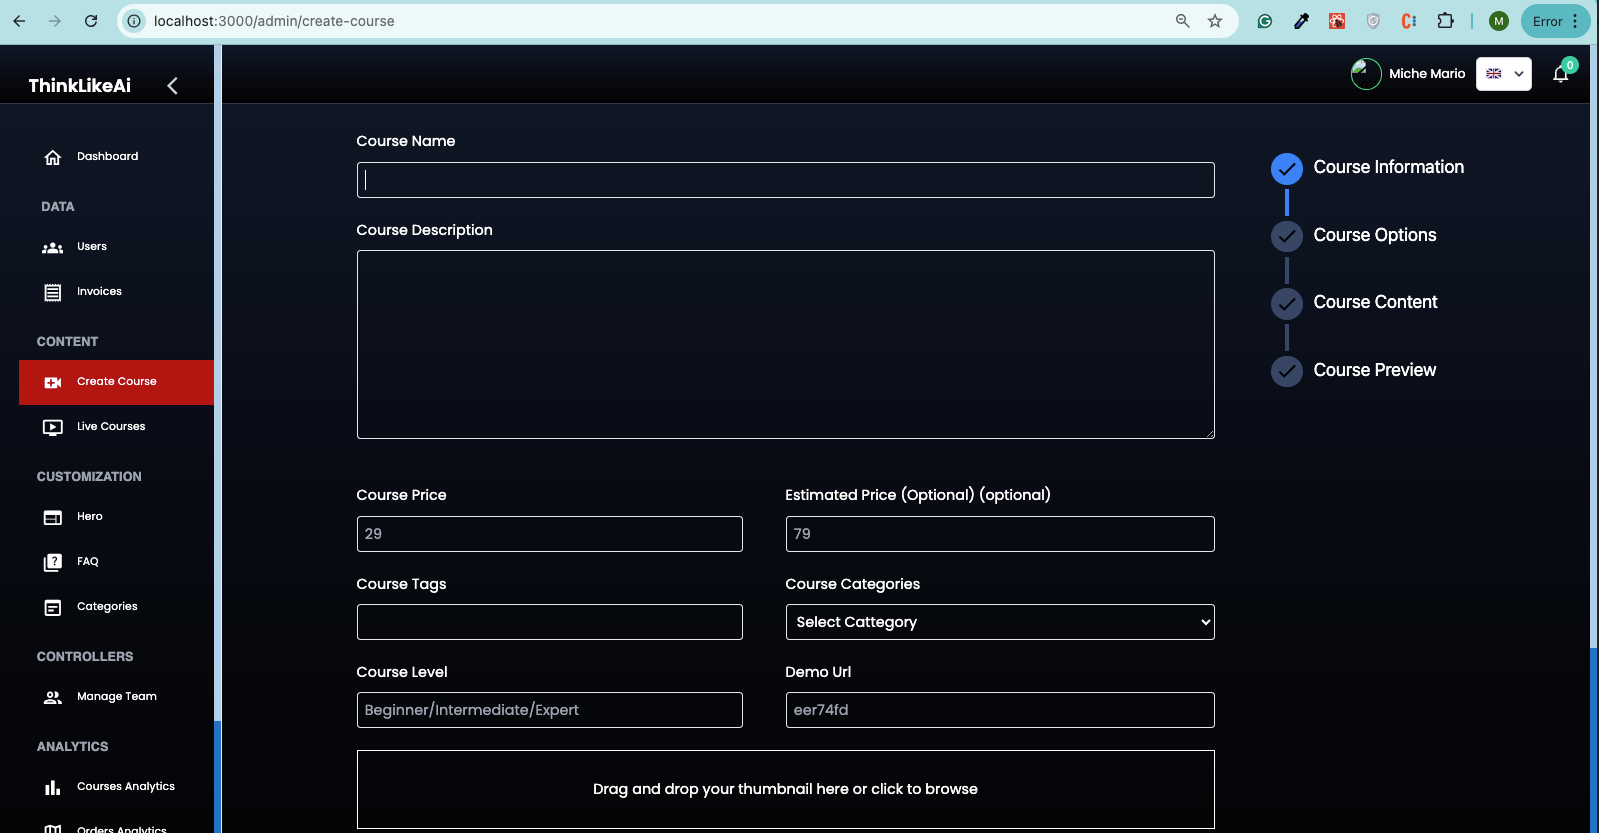 localhost:3000/admin/create-course
M
Error
ThinkLikeAi
Miche Mario
0
Dashboard
DATA
Users
Invoices
CONTENT
Create Course
Live Courses
CUSTOMIZATION
Hero
FAQ
Categories
CONTROLLERS
Manage Team
ANALYTICS
Courses Analytics
Orders Analytics
Course Name
Course Description
Course Price
Estimated Price (Optional) (optional)
29
79
Course Tags
Course Categories
Select Cattegory
Course Level
Demo Url
Beginner/Intermediate/Expert
eer74fd
Drag and drop your thumbnail here or click to browse
Course Information
Course Options
Course Content
Course Preview